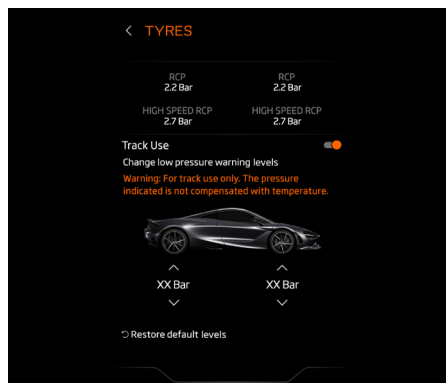 TYRES
RCP
2.2 Bar
RCP
2.2 Bar
HIGH SPEED RCP
2.7 Bar
HIGH SPEED RCP
2.7 Bar
Track Use
Change low pressure warning levels
Warning: For track use only. The pressure
indicated is not compensated with temperature.
XX Bar
XX Bar
Restore default levels